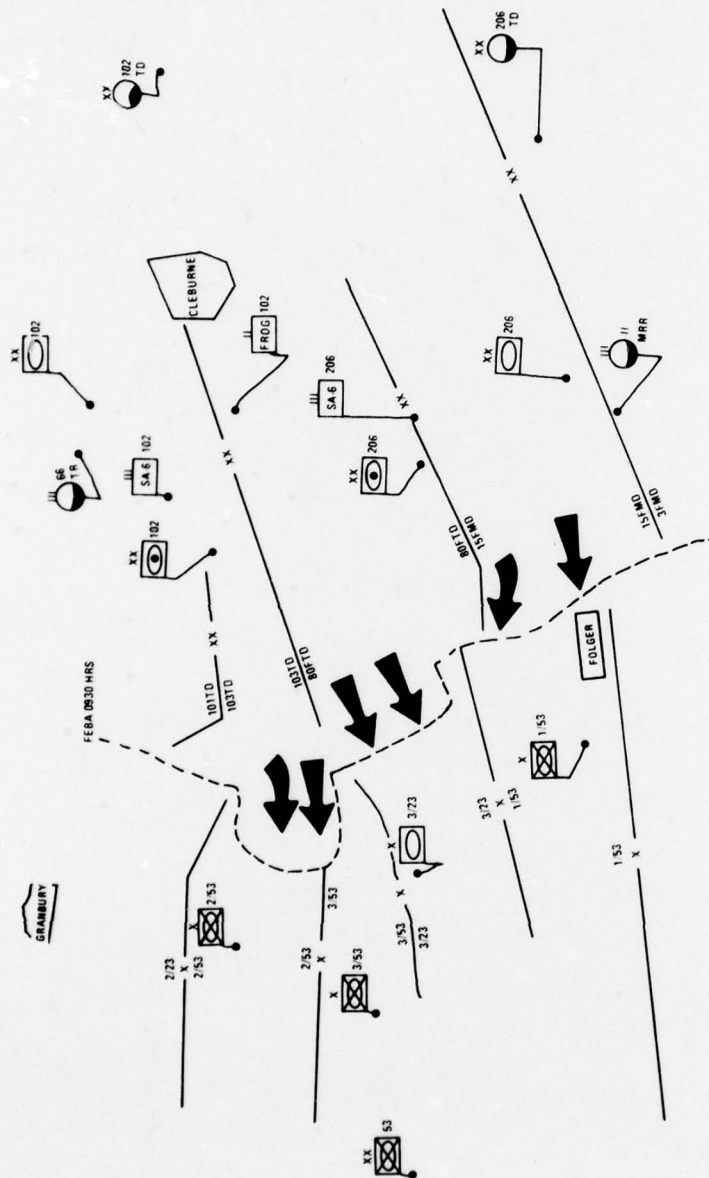 XX
206
TD
XX
102
TD
XX
CLEBURNE
FROG
102
XX
102
206
SA-6
XX
XX
206
11
MRR
66
TR
102
SA-6
XX
XX
206
XX
102
80FTD
15FMD
15FMD
3FMD
XX
FEBA 0930 HRS
101TD
103TD
103TD
80FTD
FOLGER
X
1/53
3/23
X
1/53
X
3/23
1/53
X
GRANBURY
X
2/53
3/53
X
3/53
3/23
2/23
X
2/53
2/53
X
X
3/53
XX
53